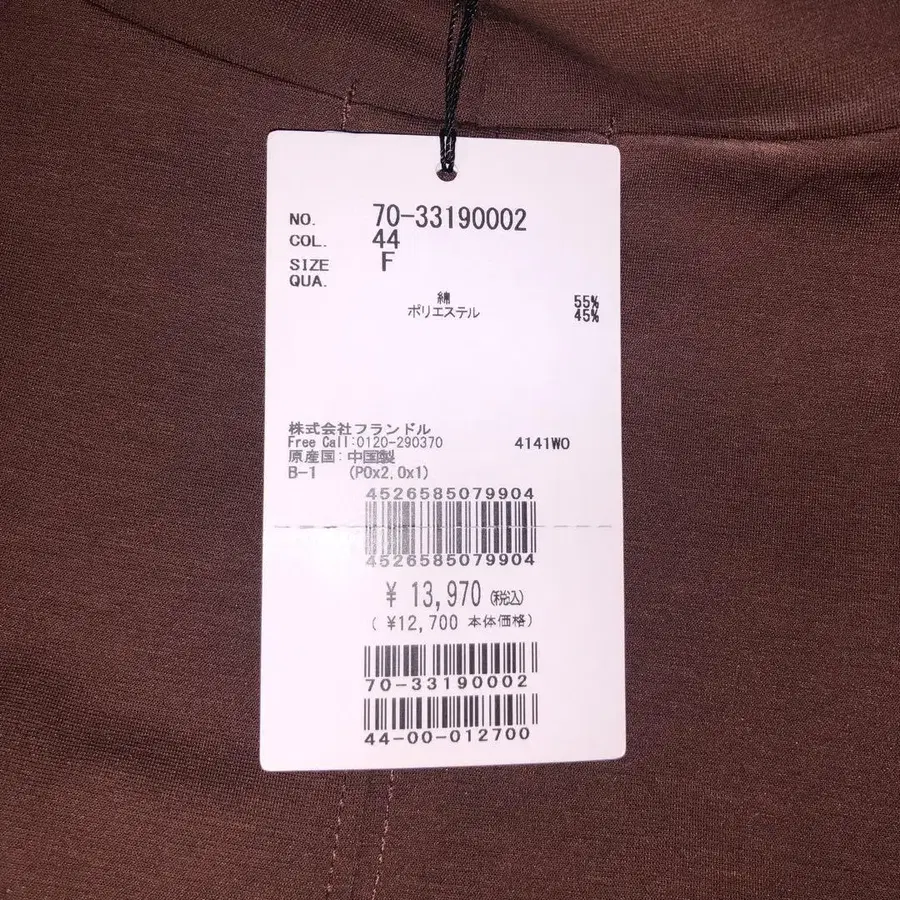 NO. 70-33190002
COL. 44
SIZE F
QUA.
綿 55%
ポリエステル 45%
株式会社フランドル
Free Call:0120-290370 4141WO
原産国:中国製
B-1 (P0x2,0x1)
4526585079904
4526585079904
¥ 13,970 (税込)
( ¥12,700 本体価格)
70-33190002
44-00-012700